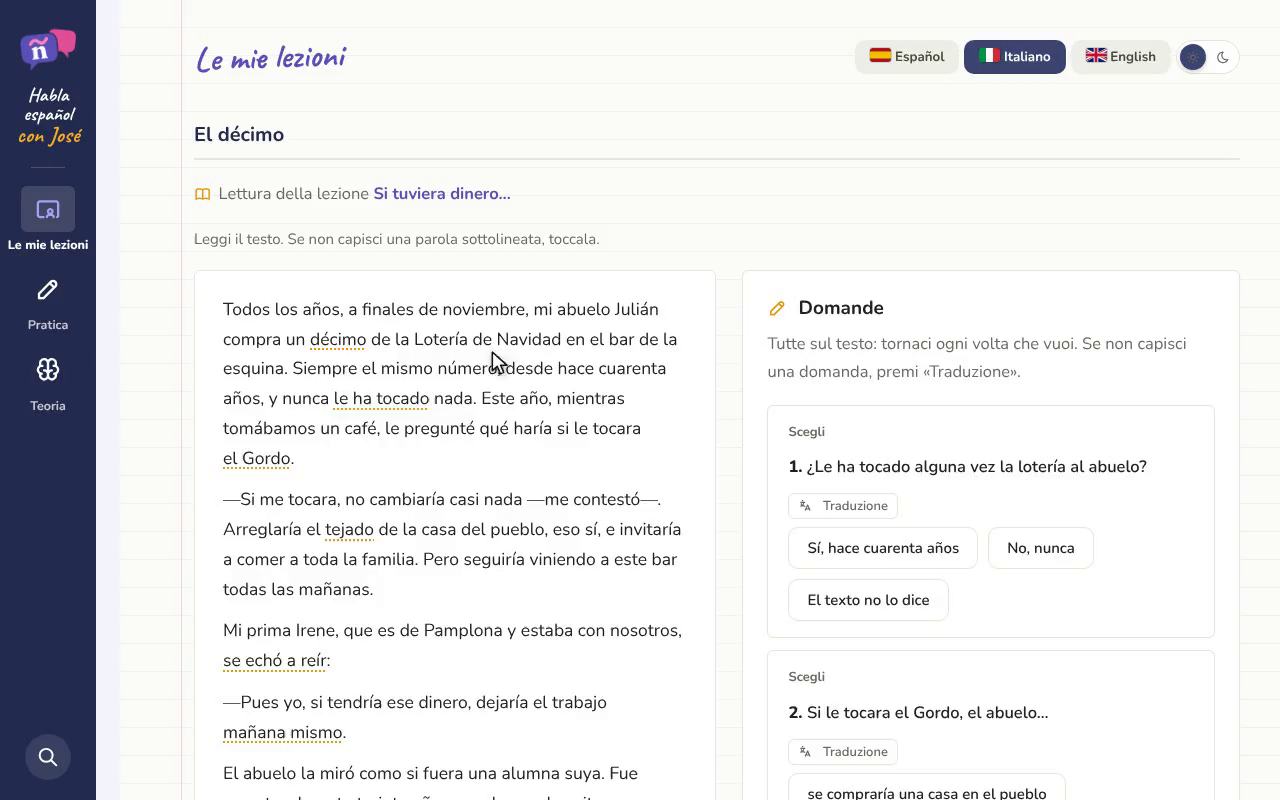 ñ
Habla
español
con José
Le mie lezioni
Pratica
Teoria
Le mie lezioni
Español
Italiano
English
El décimo
Lettura della lezione Si tuviera dinero...
Leggi il testo. Se non capisci una parola sottolineata, toccala.
Todos los años, a finales de noviembre, mi abuelo Julián
compra un décimo de la Lotería de Navidad en el bar de la
esquina. Siempre el mismo número desde hace cuarenta
años, y nunca le ha tocado nada. Este año, mientras
tomábamos un café, le pregunté qué haría si le tocara
el Gordo.
—Si me tocara, no cambiaría casi nada —me contestó—.
Arreglaría el tejado de la casa del pueblo, eso sí, e invitaría
a comer a toda la familia. Pero seguiría viniendo a este bar
todas las mañanas.
Mi prima Irene, que es de Pamplona y estaba con nosotros,
se echó a reír:
—Pues yo, si tendría ese dinero, dejaría el trabajo
mañana mismo.
El abuelo la miró como si fuera una alumna suya. Fue
Domande
Tutte sul testo: tornaci ogni volta che vuoi. Se non capisci
una domanda, premi «Traduzione».
Scegli
1. ¿Le ha tocado alguna vez la lotería al abuelo?
Traduzione
Sí, hace cuarenta años
No, nunca
El texto no lo dice
Scegli
2. Si le tocara el Gordo, el abuelo...
Traduzione
se compraría una casa en el pueblo